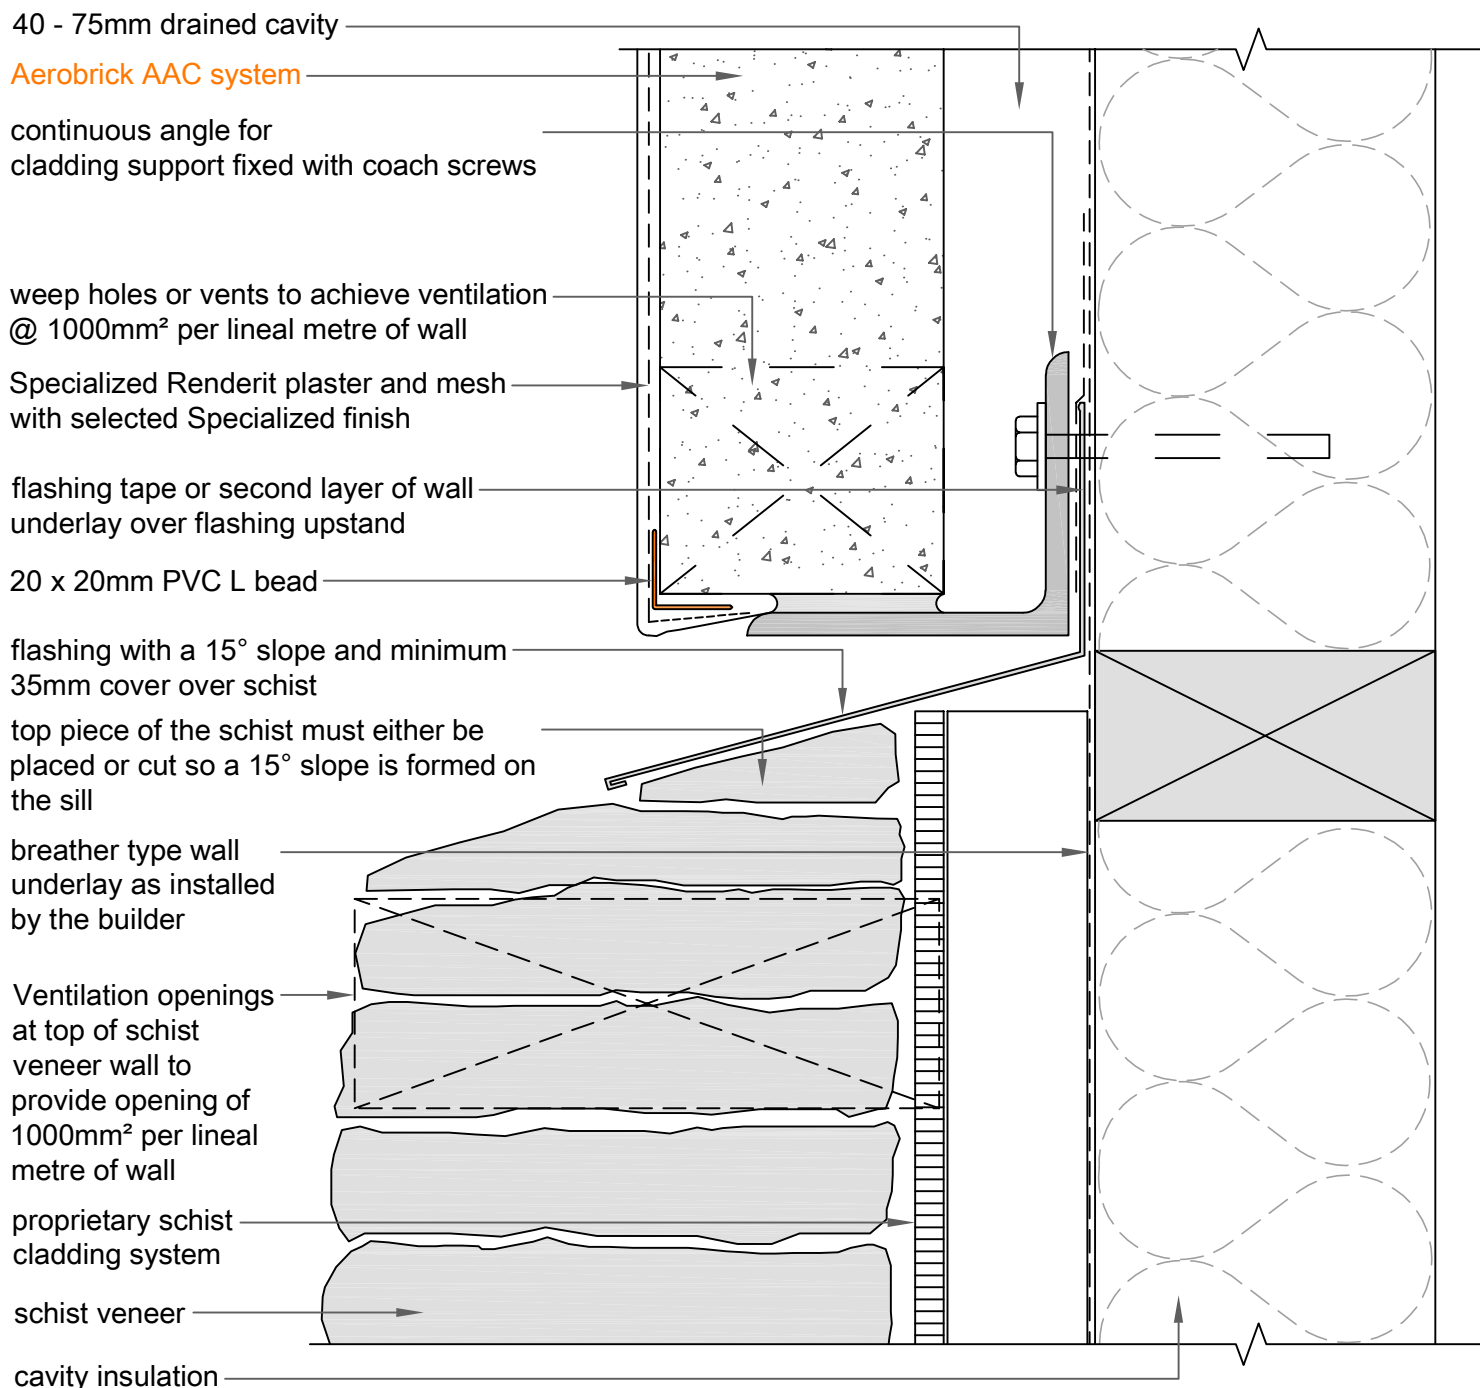 40 - 75mm drained cavity
Aerobrick AAC system
continuous angle for
cladding support fixed with coach screws
weep holes or vents to achieve ventilation
@ 1000mm² per lineal metre of wall
Specialized Renderit plaster and mesh
with selected Specialized finish
flashing tape or second layer of wall
underlay over flashing upstand
20 x 20mm PVC L bead
flashing with a 15° slope and minimum
35mm cover over schist
top piece of the schist must either be
placed or cut so a 15° slope is formed on
the sill
breather type wall
underlay as installed
by the builder
Ventilation openings
at top of schist
veneer wall to
provide opening of
1000mm² per lineal
metre of wall
proprietary schist
cladding system
schist veneer
cavity insulation